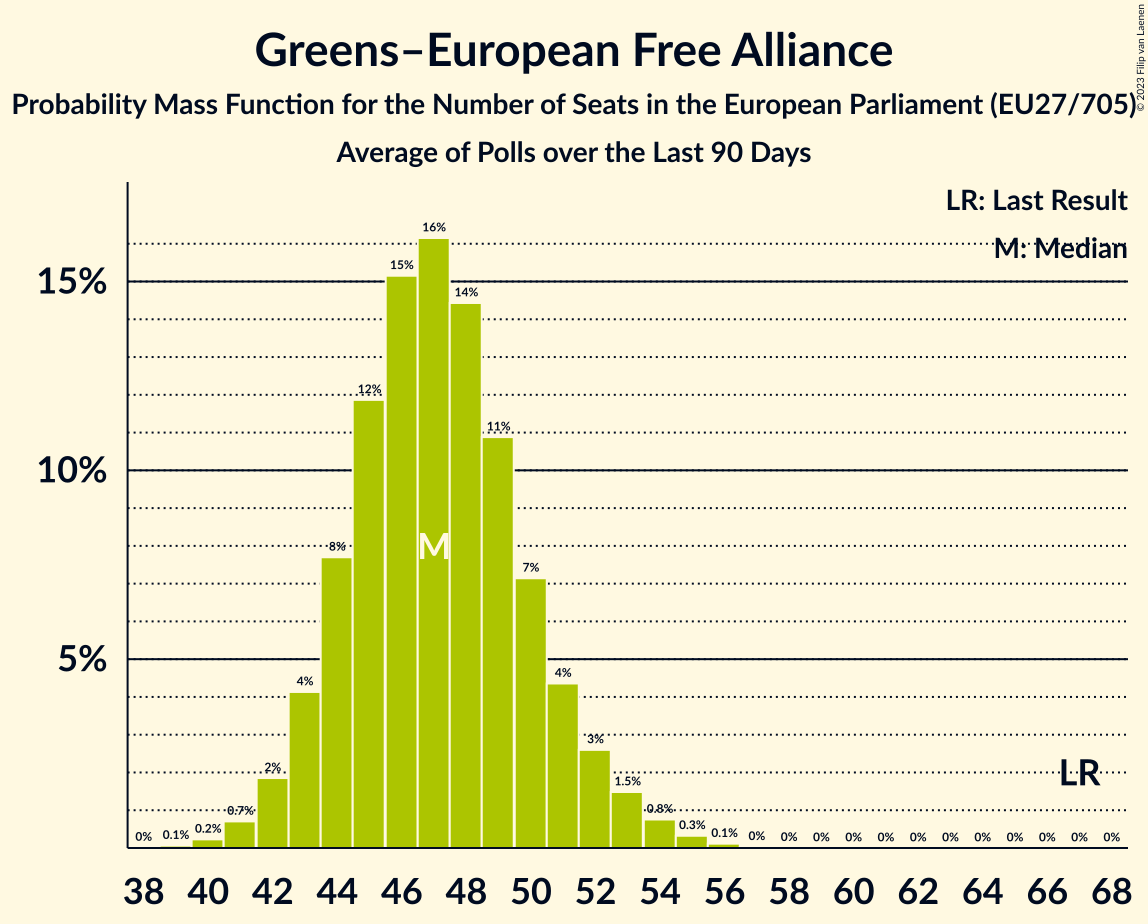 Greens–European Free Alliance
Probability Mass Function for the Number of Seats in the European Parliament (EU27/705)
Average of Polls over the Last 90 Days
© 2023 Filip van Laenen
LR: Last Result
M: Median
15%
10%
5%
0% 0.1% 0.2% 0.7% 2% 4% 8% 12% 15% 16% 14% 11% 7% 4% 3% 1.5% 0.8% 0.3% 0.1% 0% 0% 0% 0% 0% 0% 0% 0% 0% 0% 0% 0%
M
LR
38 40 42 44 46 48 50 52 54 56 58 60 62 64 66 68